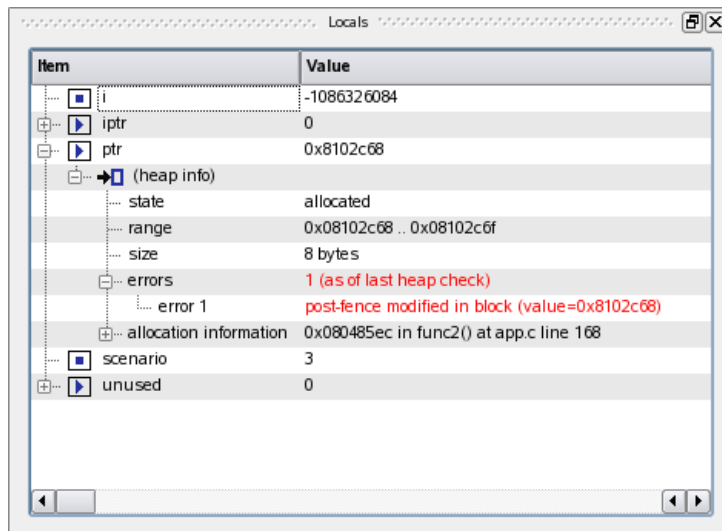 Locals
Item Value
i -1086326084
iptr 0
ptr 0x8102c68
(heap info)
state allocated
range 0x08102c68 .. 0x08102c6f
size 8 bytes
errors 1 (as of last heap check)
error 1 post-fence modified in block (value=0x8102c68)
allocation information 0x080485ec in func2() at app.c line 168
scenario 3
unused 0